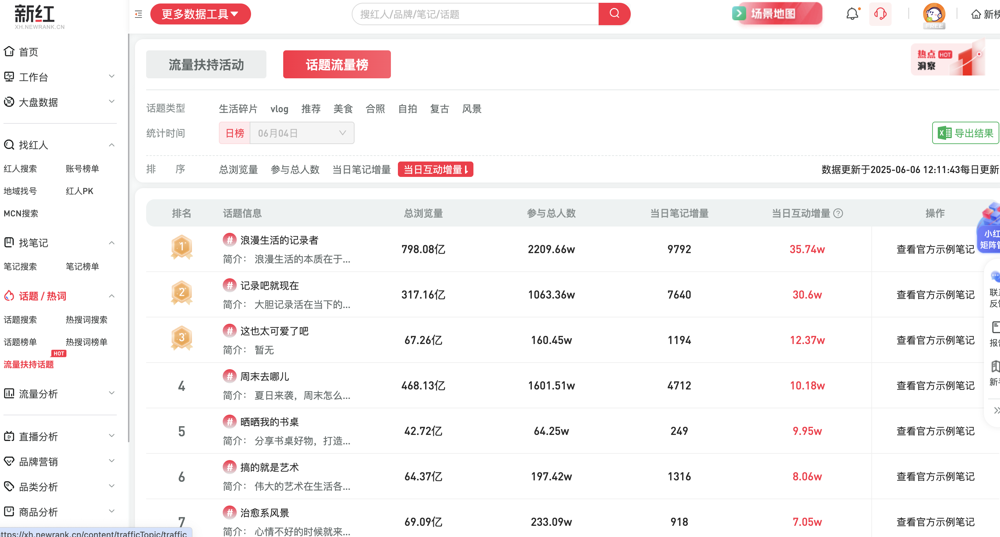 新红
XH.NEWRANK.CN
更多数据工具
搜红人/品牌/笔记/话题
场景地图
FREE
新榜
首页
工作台
大盘数据
找红人
红人搜索 账号榜单
地域找号 红人PK
MCN搜索
找笔记
笔记搜索 笔记榜单
话题 / 热词
话题搜索 热搜词搜索
话题榜单 热搜词榜单
HOT
流量扶持话题
流量分析
直播分析
品牌营销
品类分析
商品分析
ttps://xh.newrank.cn/content/trafficTopic/traffic
流量扶持活动 话题流量榜
热点 HOT
洞察
话题类型 生活碎片 vlog 推荐 美食 合照 自拍 复古 风景
统计时间 日榜 06月04日
导出结果
排 序 总浏览量 参与总人数 当日笔记增量 当日互动增量
数据更新于2025-06-06 12:11:43每日更新
排名 话题信息 总浏览量 参与总人数 当日笔记增量 当日互动增量 ? 操作
1 # 浪漫生活的记录者 798.08亿 2209.66w 9792 35.74w 查看官方示例笔记
简介： 浪漫生活的本质在于...
2 # 记录吧就现在 317.16亿 1063.36w 7640 30.6w 查看官方示例笔记
简介： 大胆记录活在当下的...
3 # 这也太可爱了吧 67.26亿 160.45w 1194 12.37w 查看官方示例笔记
简介： 暂无
4 # 周末去哪儿 468.13亿 1601.51w 4712 10.18w 查看官方示例笔记
简介： 夏日来袭，周末怎么...
5 # 晒晒我的书桌 42.72亿 64.25w 249 9.95w 查看官方示例笔记
简介： 分享书桌好物，打造...
6 # 搞的就是艺术 64.37亿 197.42w 1316 8.06w 查看官方示例笔记
简介： 伟大的艺术在生活各...
7 # 治愈系风景 69.09亿 233.09w 918 7.05w 查看官方示例笔记
简介： 心情不好的时候就来...
小红
矩阵管
联系
反馈
报告
新手